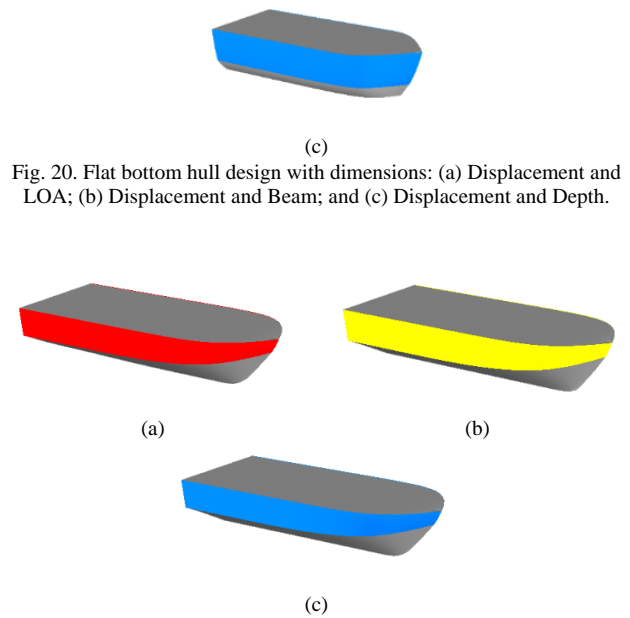 (c)
Fig. 20. Flat bottom hull design with dimensions: (a) Displacement and
LOA; (b) Displacement and Beam; and (c) Displacement and Depth.
(a)
(b)
(c)